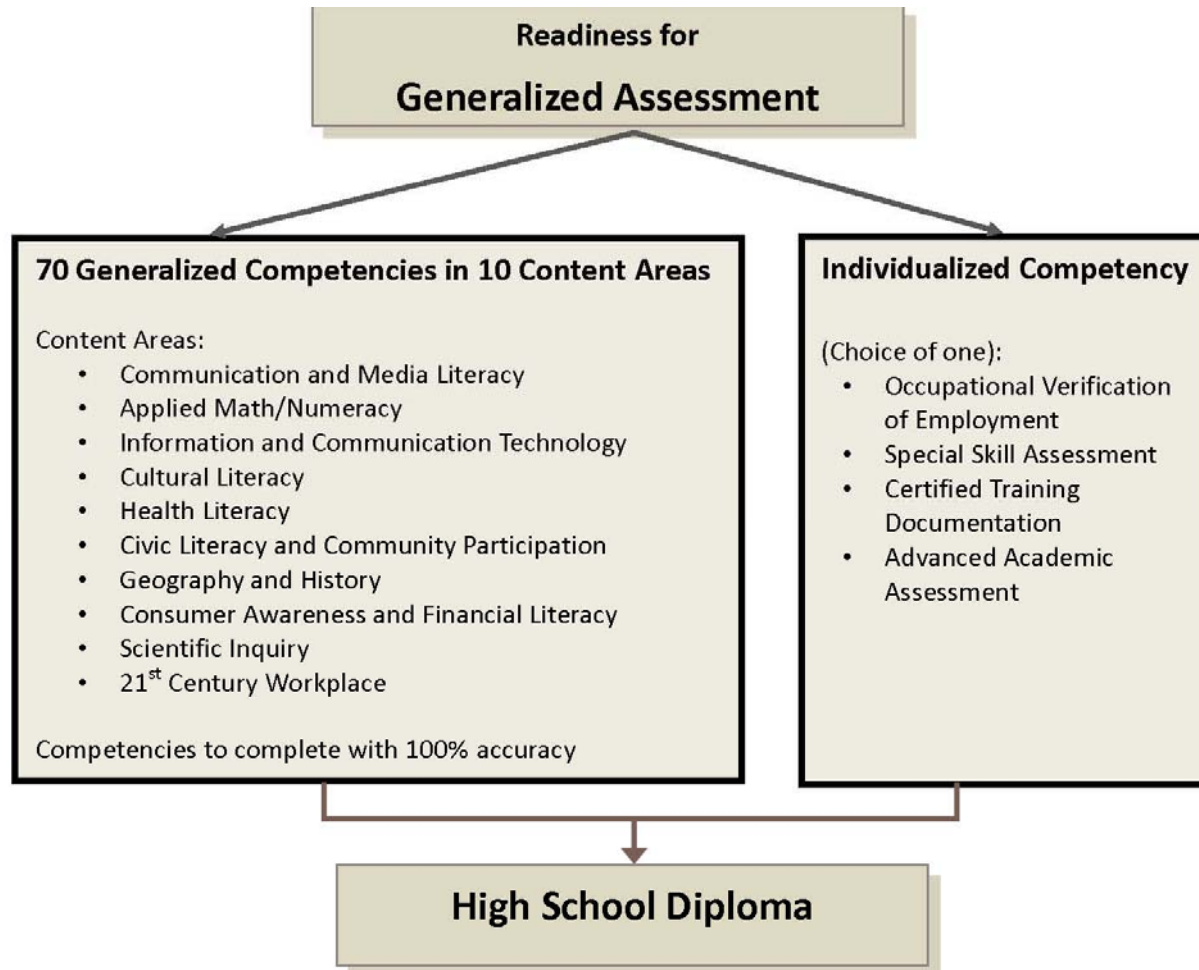 Readiness for
Generalized Assessment
70 Generalized Competencies in 10 Content Areas
Content Areas:
• Communication and Media Literacy
• Applied Math/Numeracy
• Information and Communication Technology
• Cultural Literacy
• Health Literacy
• Civic Literacy and Community Participation
• Geography and History
• Consumer Awareness and Financial Literacy
• Scientific Inquiry
• 21st Century Workplace
Competencies to complete with 100% accuracy
Individualized Competency
(Choice of one):
• Occupational Verification
of Employment
• Special Skill Assessment
• Certified Training
Documentation
• Advanced Academic
Assessment
High School Diploma